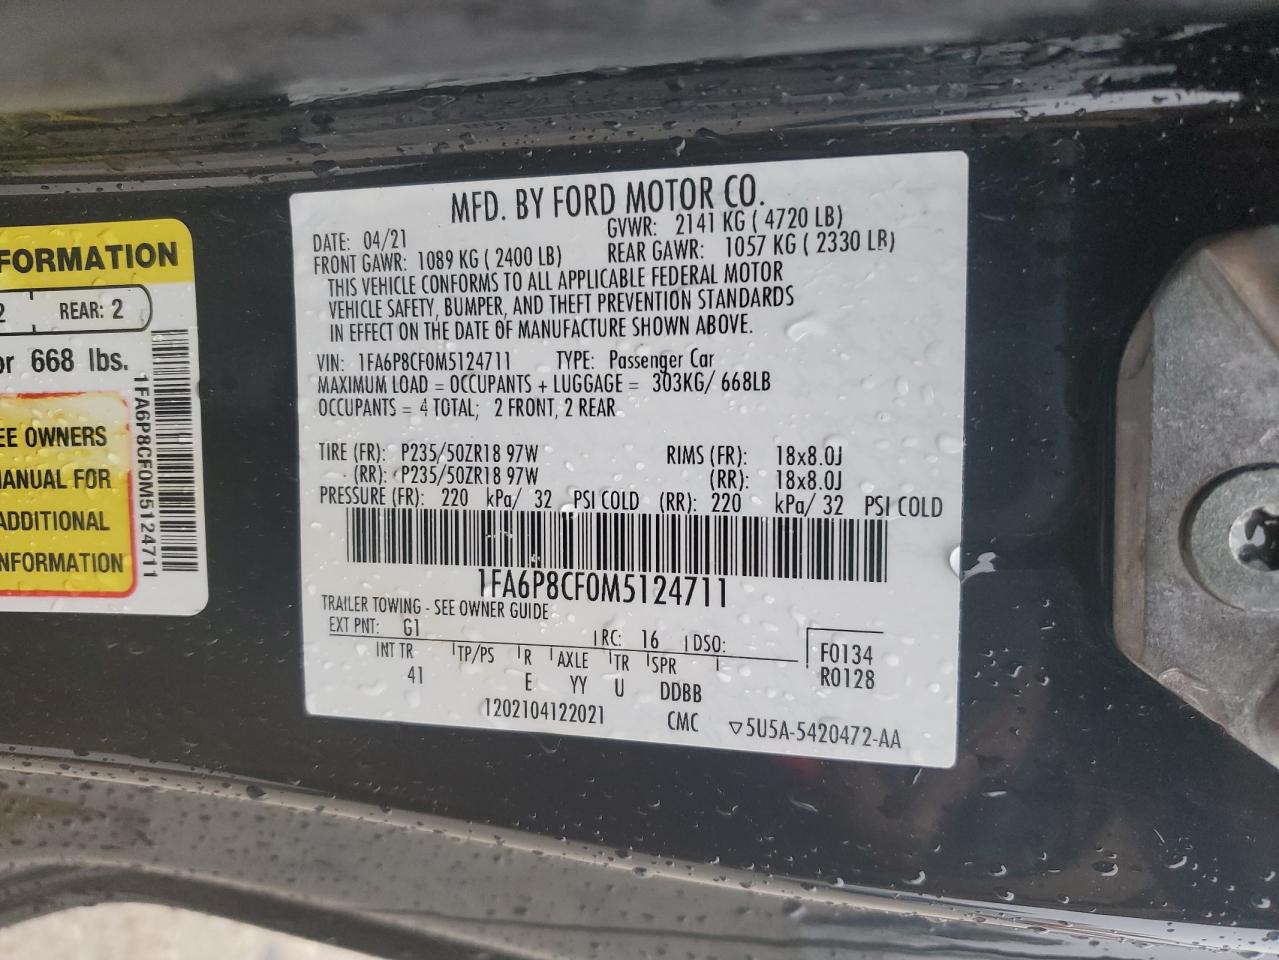 FORMATION
2 REAR: 2
or 668 lbs.
EE OWNERS
MANUAL FOR
ADDITIONAL
INFORMATION
1FA6P8CF0M5124711
MFD. BY FORD MOTOR CO.
DATE: 04/21 GVWR: 2141 KG ( 4720 LB)
FRONT GAWR: 1089 KG ( 2400 LB) REAR GAWR: 1057 KG ( 2330 LB)
THIS VEHICLE CONFORMS TO ALL APPLICABLE FEDERAL MOTOR
VEHICLE SAFETY, BUMPER, AND THEFT PREVENTION STANDARDS
IN EFFECT ON THE DATE OF MANUFACTURE SHOWN ABOVE.
VIN: 1FA6P8CF0M5124711 TYPE: Passenger Car
MAXIMUM LOAD = OCCUPANTS + LUGGAGE = 303KG/ 668LB
OCCUPANTS = 4 TOTAL; 2 FRONT, 2 REAR
TIRE (FR): P235/50ZR18 97W RIMS (FR): 18x8.0J
(RR): P235/50ZR18 97W (RR): 18x8.0J
PRESSURE (FR): 220 kPa/ 32 PSI COLD (RR): 220 kPa/ 32 PSI COLD
1FA6P8CF0M5124711
TRAILER TOWING - SEE OWNER GUIDE
EXT PNT: G1 RC: 16 DSO: F0134
INT TR TP/PS R AXLE TR SPR R0128
41 E YY U DDBB
1202104122021 CMC ▽5U5A-5420472-AA